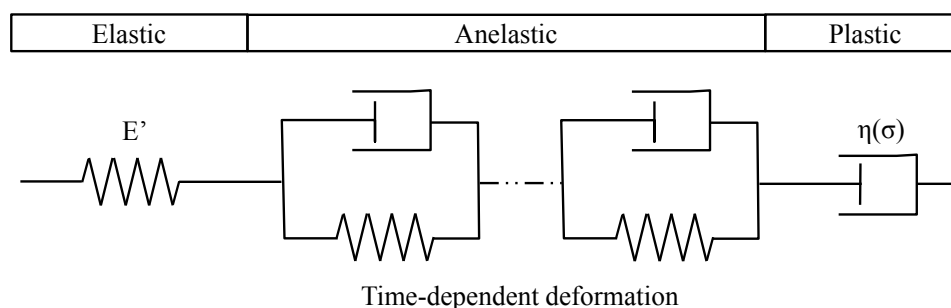 Elastic Anelastic Plastic
E’ η(σ)
Time-dependent deformation